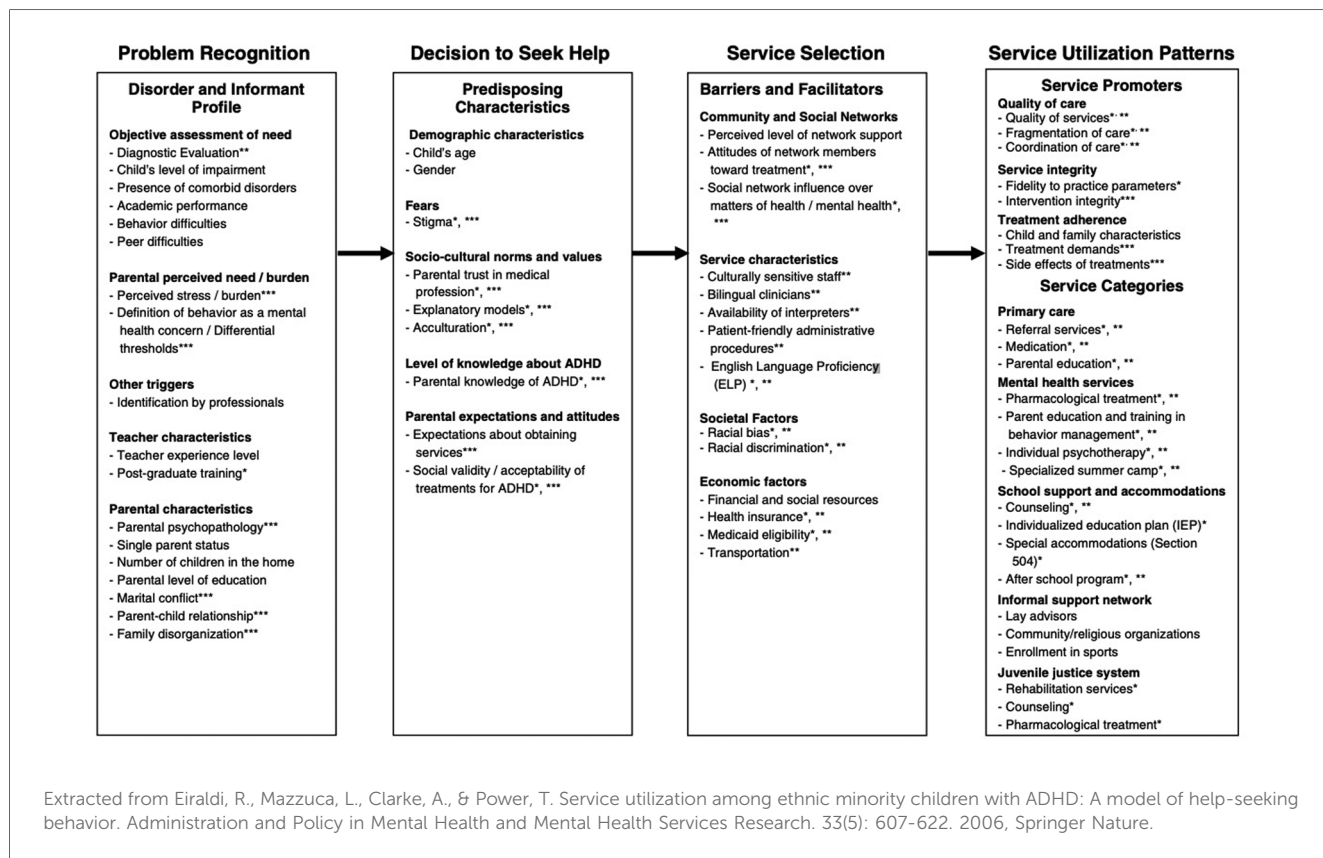 Problem Recognition
Disorder and Informant
Profile
Objective assessment of need
- Diagnostic Evaluation**
- Child's level of impairment
- Presence of comorbid disorders
- Academic performance
- Behavior difficulties
- Peer difficulties
Parental perceived need / burden
- Perceived stress / burden***
- Definition of behavior as a mental
health concern / Differential
thresholds***
Other triggers
- Identification by professionals
Teacher characteristics
- Teacher experience level
- Post-graduate training*
Parental characteristics
- Parental psychopathology***
- Single parent status
- Number of children in the home
- Parental level of education
- Marital conflict***
- Parent-child relationship***
- Family disorganization***
Decision to Seek Help
Predisposing
Characteristics
Demographic characteristics
- Child's age
- Gender
Fears
- Stigma*, ***
Socio-cultural norms and values
- Parental trust in medical
profession*, ***
- Explanatory models*, ***
- Acculturation*, ***
Level of knowledge about ADHD
- Parental knowledge of ADHD*, ***
Parental expectations and attitudes
- Expectations about obtaining
services***
- Social validity / acceptability of
treatments for ADHD*, ***
Service Selection
Barriers and Facilitators
Community and Social Networks
- Perceived level of network support
- Attitudes of network members
toward treatment*, ***
- Social network influence over
matters of health / mental health*,
***
Service characteristics
- Culturally sensitive staff**
- Bilingual clinicians**
- Availability of interpreters**
- Patient-friendly administrative
procedures**
- English Language Proficiency
(ELP) *, **
Societal Factors
- Racial bias*, **
- Racial discrimination*, **
Economic factors
- Financial and social resources
- Health insurance*, **
- Medicaid eligibility*, **
- Transportation**
Service Utilization Patterns
Service Promoters
Quality of care
- Quality of services*, **
- Fragmentation of care*, **
- Coordination of care*, **
Service integrity
- Fidelity to practice parameters*
- Intervention integrity***
Treatment adherence
- Child and family characteristics
- Treatment demands***
- Side effects of treatments***
Service Categories
Primary care
- Referral services*, **
- Medication*, **
- Parental education*, **
Mental health services
- Pharmacological treatment*, **
- Parent education and training in
behavior management*, **
- Individual psychotherapy*, **
- Specialized summer camp*, **
School support and accommodations
- Counseling*, **
- Individualized education plan (IEP)*
- Special accommodations (Section
504)*
- After school program*, **
Informal support network
- Lay advisors
- Community/religious organizations
- Enrollment in sports
Juvenile justice system
- Rehabilitation services*
- Counseling*
- Pharmacological treatment*
Extracted from Eiraldi, R., Mazzuca, L., Clarke, A., & Power, T. Service utilization among ethnic minority children with ADHD: A model of help-seeking
behavior. Administration and Policy in Mental Health and Mental Health Services Research. 33(5): 607-622. 2006, Springer Nature.